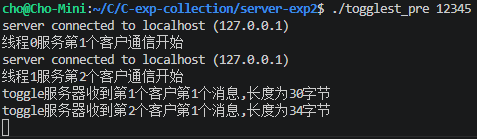 cho@Cho-Mini:~/C/C-exp-collection/server-exp2$ ./togglest_pre 12345
server connected to localhost (127.0.0.1)
线程0服务第1个客户通信开始
server connected to localhost (127.0.0.1)
线程1服务第2个客户通信开始
toggle服务器收到第1个客户第1个消息,长度为30字节
toggle服务器收到第2个客户第1个消息,长度为34字节